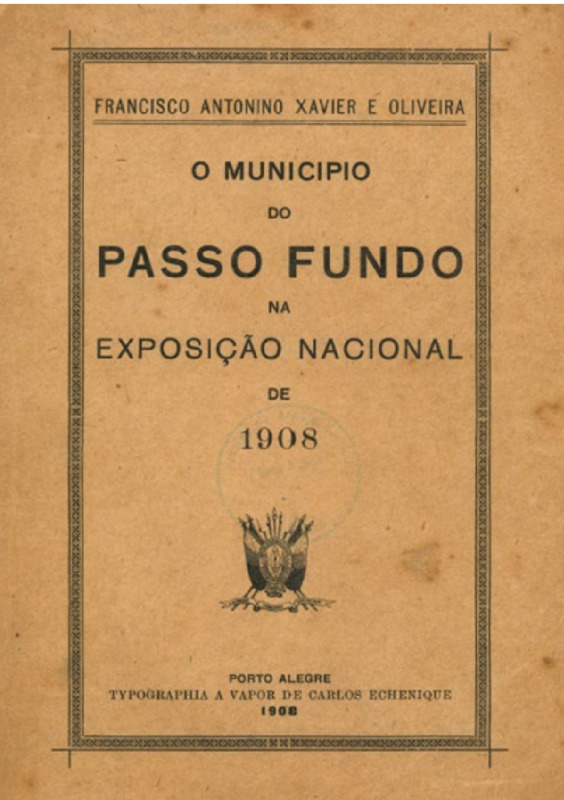 FRANCISCO ANTONINO XAVIER E OLIVEIRA
O MUNICIPIO
DO
PASSO FUNDO
NA
EXPOSIÇÃO NACIONAL
DE
1908
PORTO ALEGRE
TYPOGRAPHIA A VAPOR DE CARLOS ECHENIQUE
1908